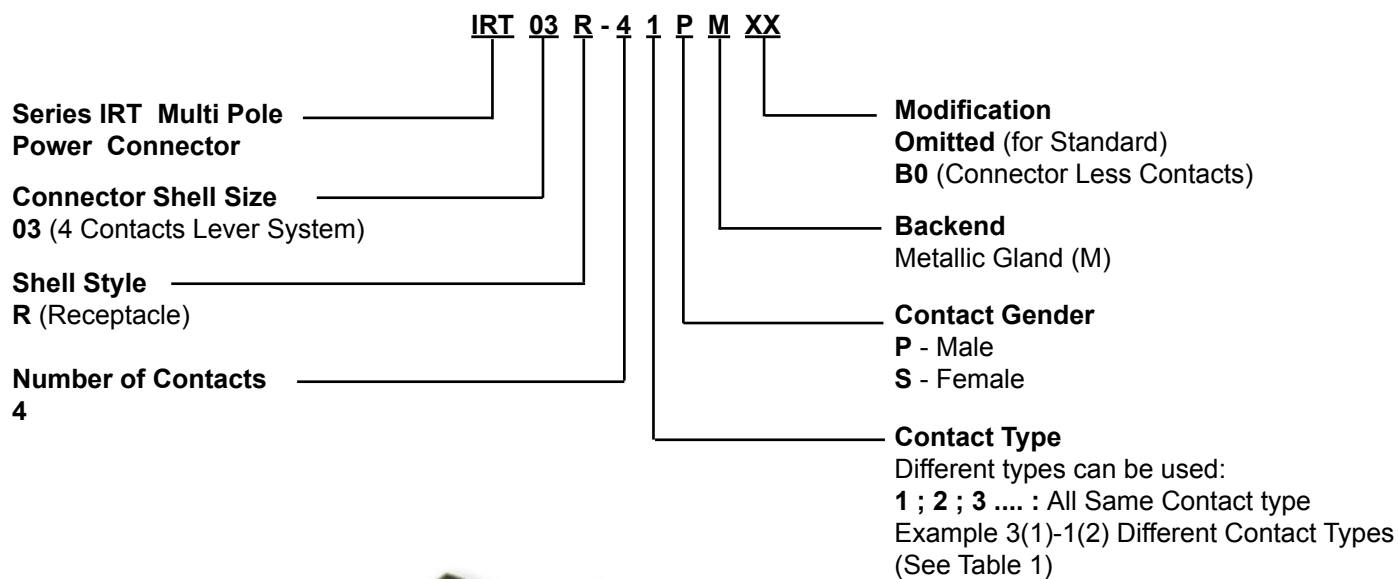 IRT 03 R - 4 1 P M XX
Series IRT Multi Pole
Power Connector
Connector Shell Size
03 (4 Contacts Lever System)
Shell Style
R (Receptacle)
Number of Contacts
4
Modification
Omitted (for Standard)
B0 (Connector Less Contacts)
Backend
Metallic Gland (M)
Contact Gender
P - Male
S - Female
Contact Type
Different types can be used:
1 ; 2 ; 3 .... : All Same Contact type
Example 3(1)-1(2) Different Contact Types
(See Table 1)